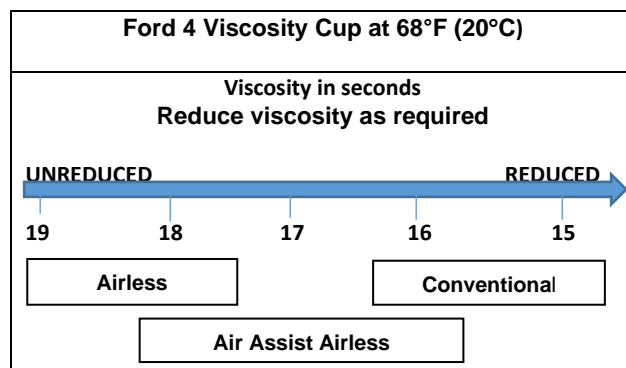 Ford 4 Viscosity Cup at 68°F (20°C)
Viscosity in seconds
Reduce viscosity as required
UNREDUCED REDUCED
19 18 17 16 15
Airless Conventional
Air Assist Airless